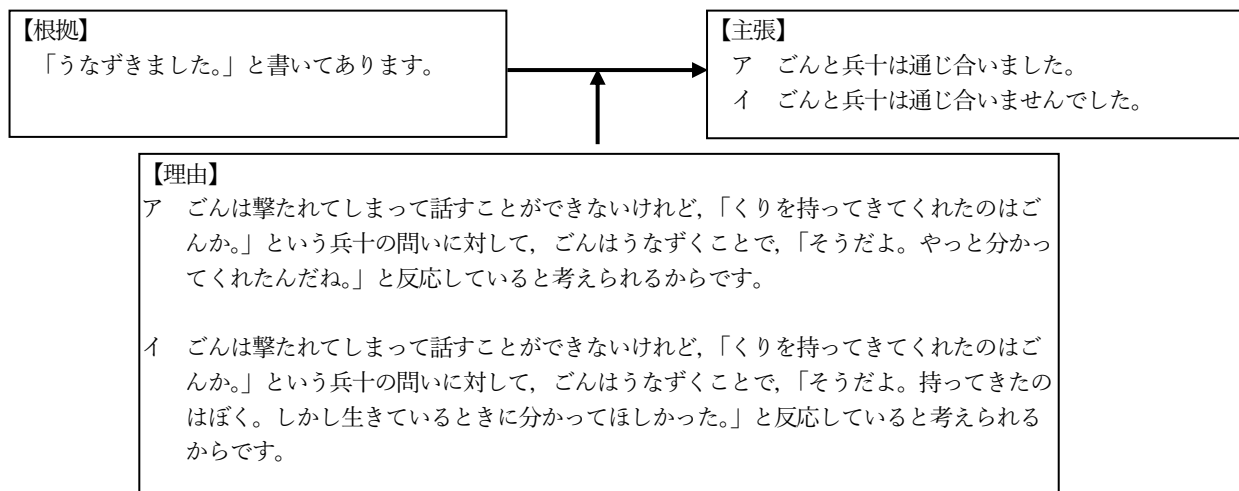 【根拠】
「うなずきました。」と書いてあります。
【主張】
ア　ごんと兵十は通じ合いました。
イ　ごんと兵十は通じ合いませんでした。
【理由】
ア　ごんは撃たれてしまって話すことができないけれど，「くりを持ってきてくれたのはご
んか。」という兵十の問いに対して，ごんはうなずくことで，「そうだよ。やっと分かっ
てくれたんだね。」と反応していると考えられるからです。
イ　ごんは撃たれてしまって話すことができないけれど，「くりを持ってきてくれたのはご
んか。」という兵十の問いに対して，ごんはうなずくことで，「そうだよ。持ってきたの
はぼく。しかし生きているときに分かってほしかった。」と反応していると考えられる
からです。